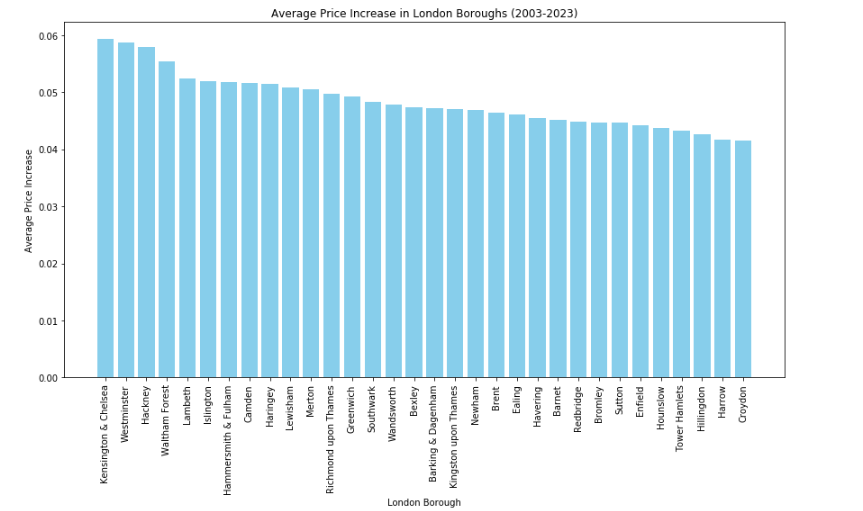 Average Price Increase in London Boroughs (2003-2023)
Average Price Increase
0.06
0.05
0.04
0.03
0.02
0.01
0.00
Kensington & Chelsea
Westminster
Hackney
Waltham Forest
Lambeth
Islington
Hammersmith & Fulham
Camden
Haringey
Lewisham
Merton
Richmond upon Thames
Greenwich
Southwark
Wandsworth
Bexley
Barking & Dagenham
Kingston upon Thames
Newham
Brent
Ealing
Havering
Barnet
Redbridge
Bromley
Sutton
Enfield
Hounslow
Tower Hamlets
Hillingdon
Harrow
Croydon
London Borough